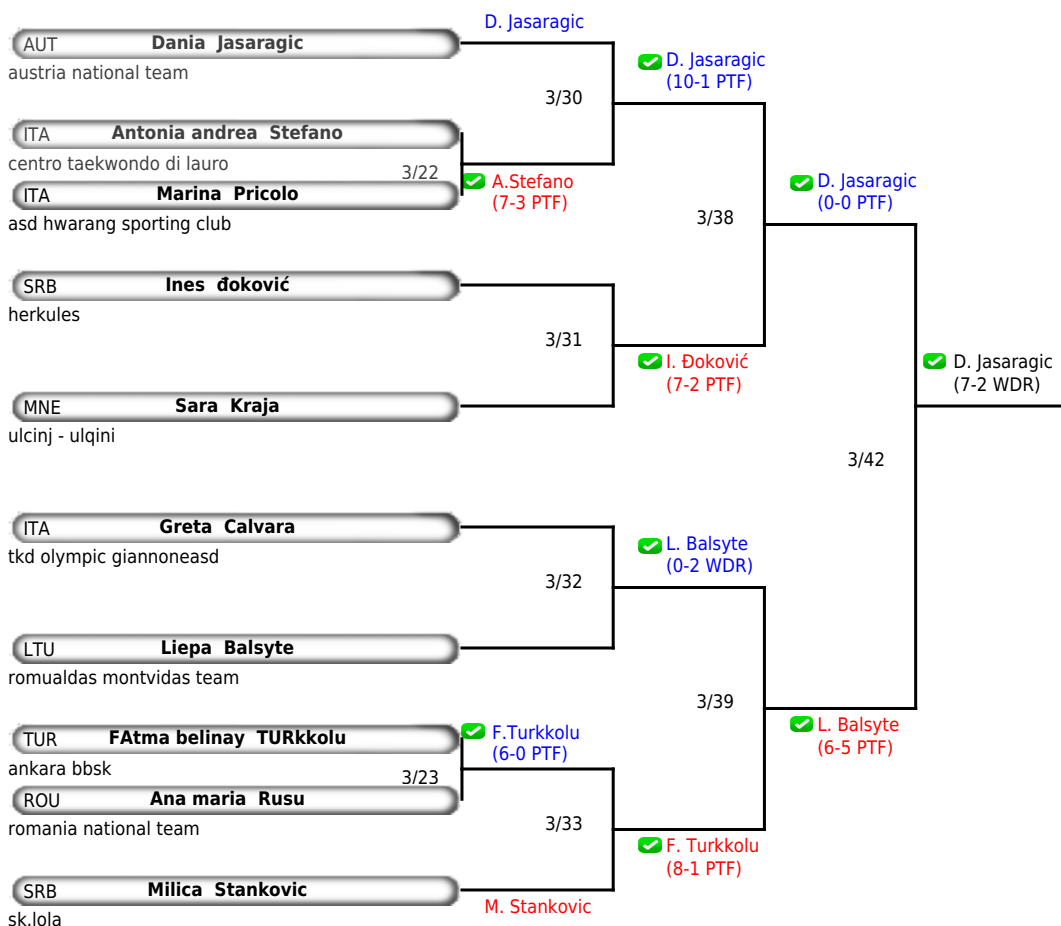 D. Jasaragic
AUT Dania Jasaragic
austria national team
D. Jasaragic
(10-1 PTF)
3/30
ITA Antonia andrea Stefano
centro taekwondo di lauro
3/22
A.Stefano
(7-3 PTF)
ITA Marina Pricolo
asd hwarang sporting club
D. Jasaragic
(0-0 PTF)
3/38
SRB Ines đoković
herkules
3/31
I. Đoković
(7-2 PTF)
D. Jasaragic
(7-2 WDR)
MNE Sara Kraja
ulcinj - ulqini
3/42
ITA Greta Calvara
tkd olympic giannoneasd
L. Balsyte
(0-2 WDR)
3/32
LTU Liepa Balsyte
romualdas montvidas team
3/39
L. Balsyte
(6-5 PTF)
TUR FAtma belinay TURkkolu
ankara bbsk
F.Turkkolu
(6-0 PTF)
3/23
ROU Ana maria Rusu
romania national team
3/33
F. Turkkolu
(8-1 PTF)
SRB Milica Stankovic
sk.lola
M. Stankovic